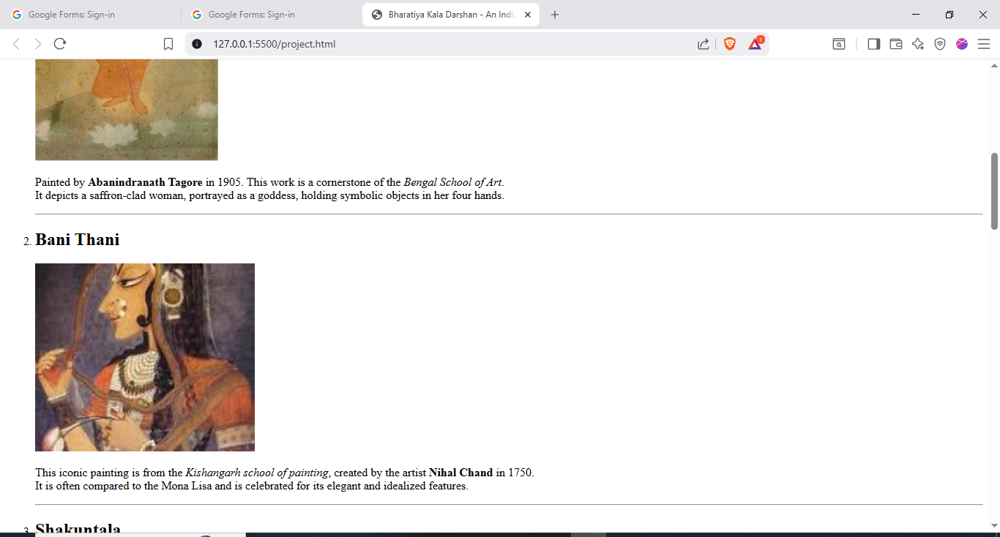 Google Forms: Sign-in
Google Forms: Sign-in
Bharatiya Kala Darshan - An Indi
127.0.0.1:5500/project.html
1
Painted by Abanindranath Tagore in 1905. This work is a cornerstone of the Bengal School of Art.
It depicts a saffron-clad woman, portrayed as a goddess, holding symbolic objects in her four hands.
2. Bani Thani
This iconic painting is from the Kishangarh school of painting, created by the artist Nihal Chand in 1750.
It is often compared to the Mona Lisa and is celebrated for its elegant and idealized features.
3. Shakuntala